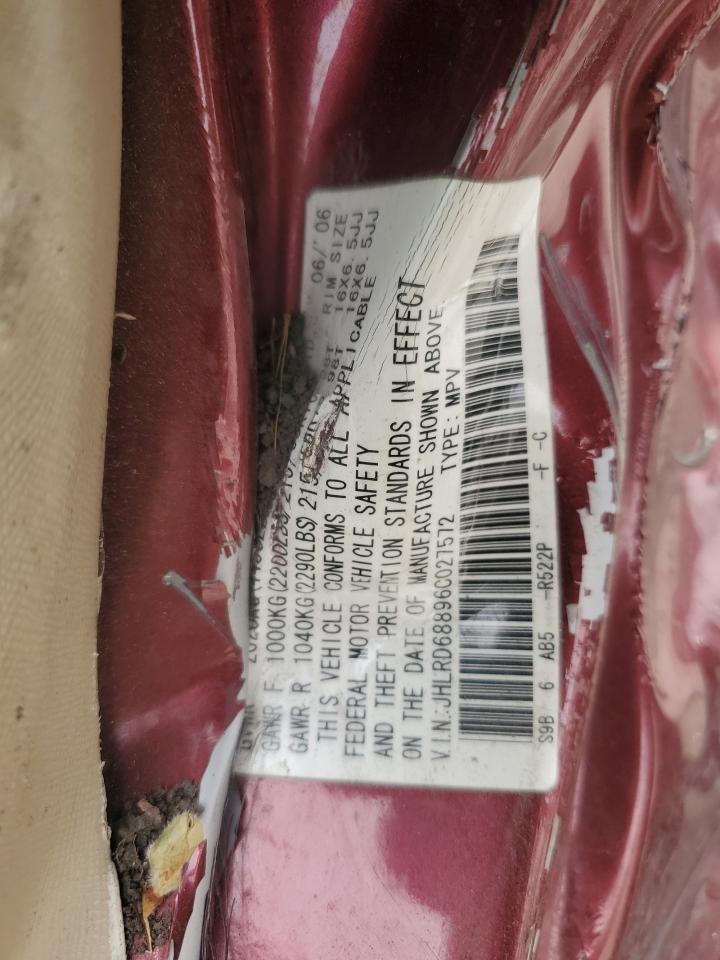 06/'06
RIM SIZE
16X6.5JJ
GAWR F 1000KG(2200LBS) 16X6.5JJ
GAWR R 1040KG(2290LBS) 215
THIS VEHICLE CONFORMS TO ALL APPLICABLE
FEDERAL MOTOR VEHICLE SAFETY
AND THEFT PREVENTION STANDARDS IN EFFECT
ON THE DATE OF MANUFACTURE SHOWN ABOVE.
V.I.N.:JHLRD68896C021512 TYPE: MPV
S9B 6 AB5 R522P -F -C